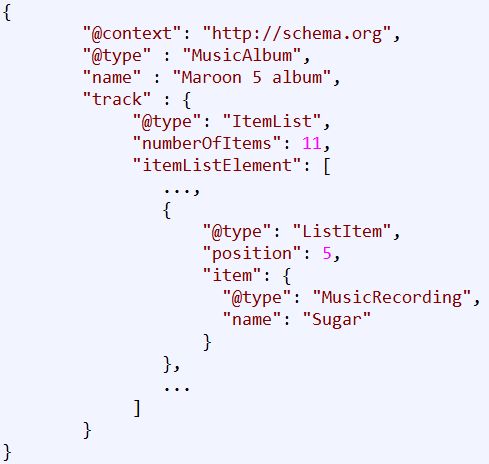 {
"@context": "http://schema.org",
"@type" : "MusicAlbum",
"name" : "Maroon 5 album",
"track" : {
"@type": "ItemList",
"numberOfItems": 11,
"itemListElement": [
...,
{
"@type": "ListItem",
"position": 5,
"item": {
"@type": "MusicRecording",
"name": "Sugar"
}
},
...
]
}
}